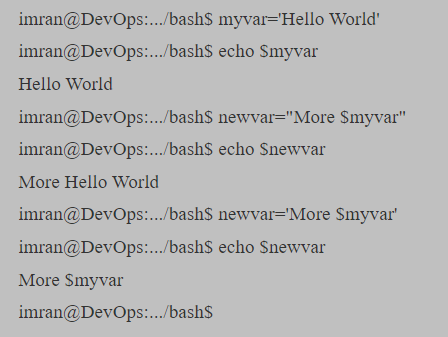 imran@DevOps:.../bash$ myvar='Hello World'
imran@DevOps:.../bash$ echo $myvar
Hello World
imran@DevOps:.../bash$ newvar="More $myvar"
imran@DevOps:.../bash$ echo $newvar
More Hello World
imran@DevOps:.../bash$ newvar='More $myvar'
imran@DevOps:.../bash$ echo $newvar
More $myvar
imran@DevOps:.../bash$